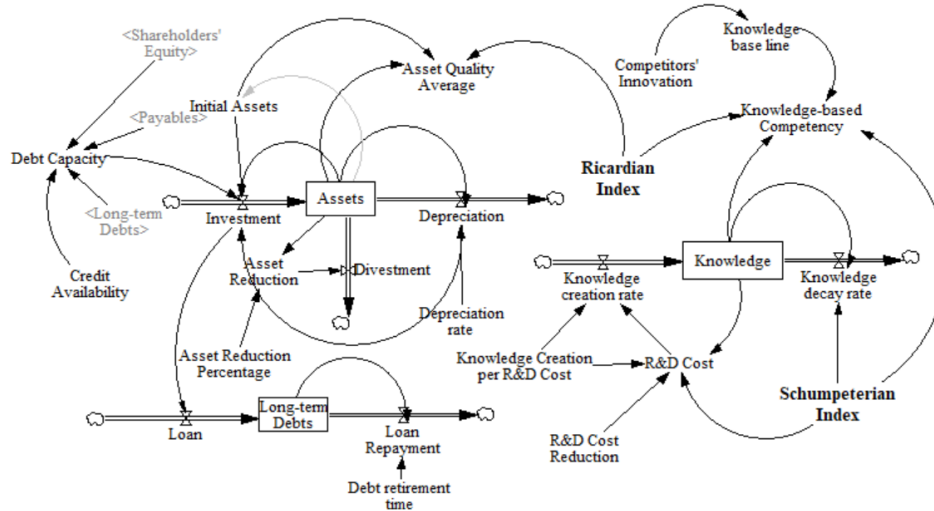 <Shareholders'
Equity>
Knowledge
base line
Competitors'
Innovation
Asset Quality
Average
Initial Assets
<Payables>
Knowledge-based
Competency
Debt Capacity
Ricardian
Index
Assets
Investment
Depreciation
<Long-term
Debts>
Asset
Reduction
Divestment
Knowledge
Knowledge
creation rate
Knowledge
decay rate
Credit
Availability
Depreciation
rate
Asset Reduction
Percentage
Knowledge Creation
per R&D Cost
R&D Cost
Schumpeterian
Index
Long-term
Debts
Loan
Loan
Repayment
R&D Cost
Reduction
Debt retirement
time